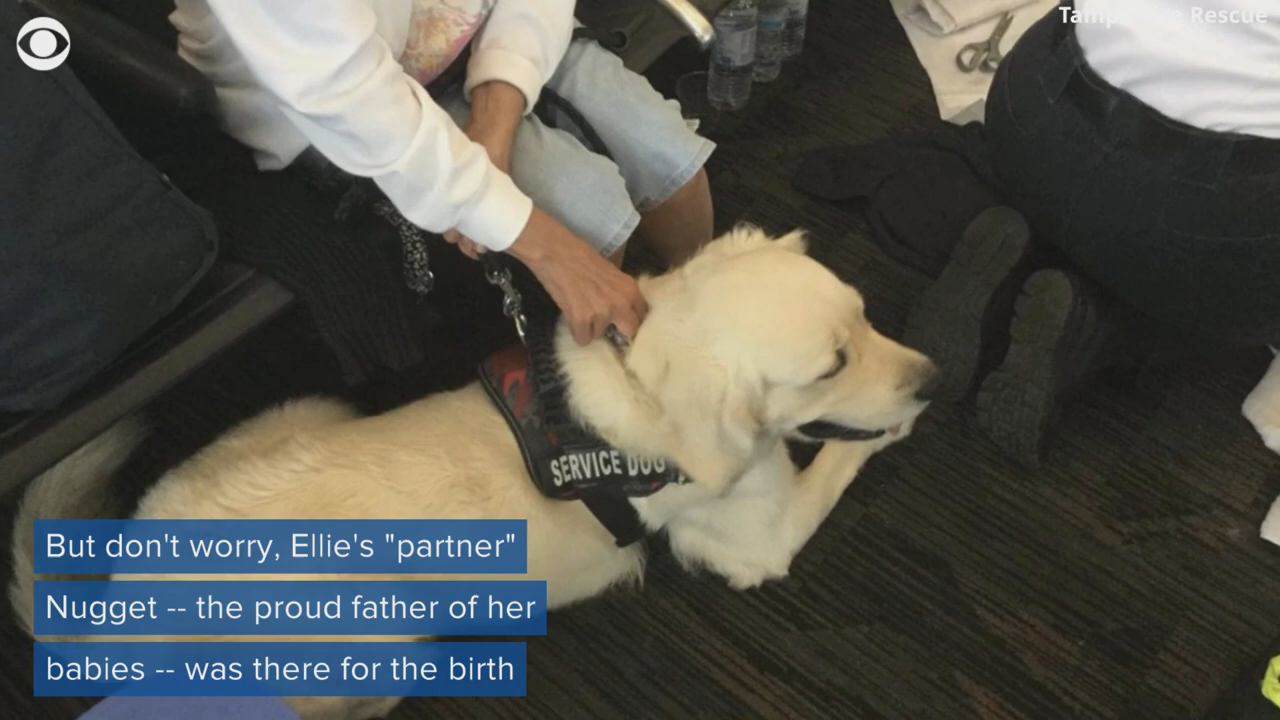 Rescue
SERVICE DOG
But don't worry, Ellie's "partner"
Nugget -- the proud father of her
babies -- was there for the birth